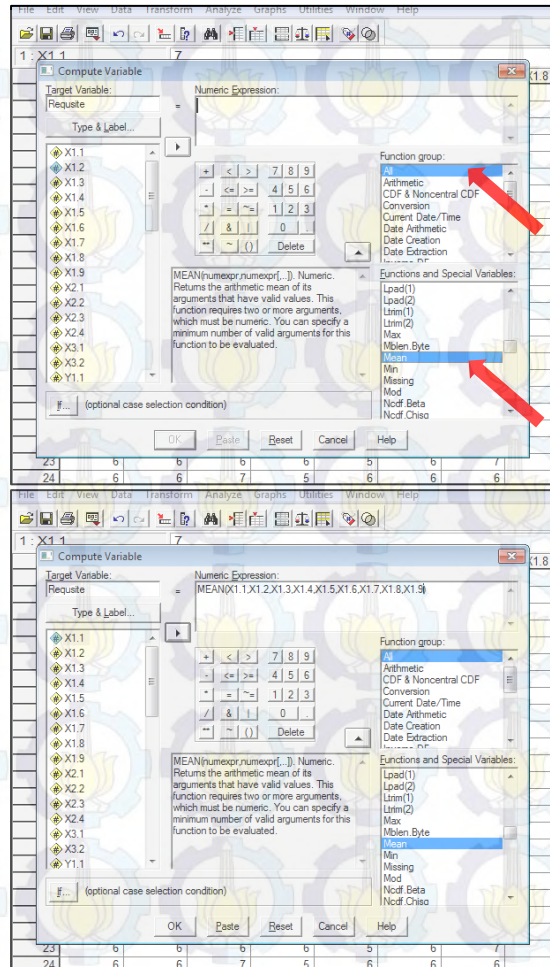 File Edit View Data Transform Analyze Graphs Utilities Window Help
1 : X1.1 7
Compute Variable
X1.8
Target Variable: Numeric Expression:
Requsite =
Type & Label...
X1.1
X1.2
X1.3
X1.4
X1.5
X1.6
X1.7
X1.8
X1.9
X2.1
X2.2
X2.3
X2.4
X3.1
X3.2
Y1.1
+ < > 7 8 9
- <= >= 4 5 6
* = ~= 1 2 3
/ & | 0 .
** ~ () Delete
Function group:
All
Arithmetic
CDF & Noncentral CDF
Conversion
Current Date/Time
Date Arithmetic
Date Creation
Date Extraction
MEAN(numexpr,numexpr[,..]). Numeric.
Returns the arithmetic mean of its
arguments that have valid values. This
function requires two or more arguments,
which must be numeric. You can specify a
minimum number of valid arguments for this
function to be evaluated.
Functions and Special Variables:
Lpad(1)
Lpad(2)
Ltrim(1)
Ltrim(2)
Max
Mblen.Byte
Mean
Min
Missing
Mod
Ncdf.Beta
Ncdf.Chisq
If... (optional case selection condition)
OK Paste Reset Cancel Help
23 6 6 6 5 6 7
24 6 6 7 5 6 6
File Edit View Data Transform Analyze Graphs Utilities Window Help
1 : X1.1 7
Compute Variable
X1.8
Target Variable: Numeric Expression:
Requsite = MEAN(X1.1,X1.2,X1.3,X1.4,X1.5,X1.6,X1.7,X1.8,X1.9)
Type & Label...
X1.1
X1.2
X1.3
X1.4
X1.5
X1.6
X1.7
X1.8
X1.9
X2.1
X2.2
X2.3
X2.4
X3.1
X3.2
Y1.1
+ < > 7 8 9
- <= >= 4 5 6
* = ~= 1 2 3
/ & | 0 .
** ~ () Delete
Function group:
All
Arithmetic
CDF & Noncentral CDF
Conversion
Current Date/Time
Date Arithmetic
Date Creation
Date Extraction
MEAN(numexpr,numexpr[,..]). Numeric.
Returns the arithmetic mean of its
arguments that have valid values. This
function requires two or more arguments,
which must be numeric. You can specify a
minimum number of valid arguments for this
function to be evaluated.
Functions and Special Variables:
Lpad(1)
Lpad(2)
Ltrim(1)
Ltrim(2)
Max
Mblen.Byte
Mean
Min
Missing
Mod
Ncdf.Beta
Ncdf.Chisq
If... (optional case selection condition)
OK Paste Reset Cancel Help
23 6 6 6 5 6 7
24 6 6 7 5 6 6